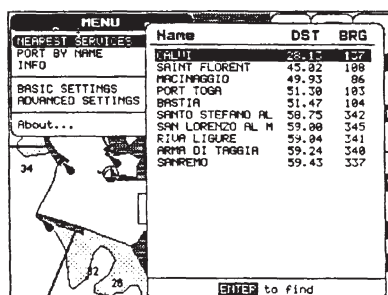 MENU
NEAREST SERVICES
PORT BY NAME
INFO
BASIC SETTINGS
ADVANCED SETTINGS
About...
Name DST BRG
CALVI 28.13 157
SAINT FLORENT 45.02 108
MACINAGGIO 49.93 86
PORT TOGA 51.30 103
BASTIA 51.47 104
SANTO STEFANO AL 58.75 342
SAN LORENZO AL M 59.00 345
RIVA LIGURE 59.04 341
ARMA DI TAGGIA 59.24 340
SANREMO 59.43 337
34
32
28
ENTER to find